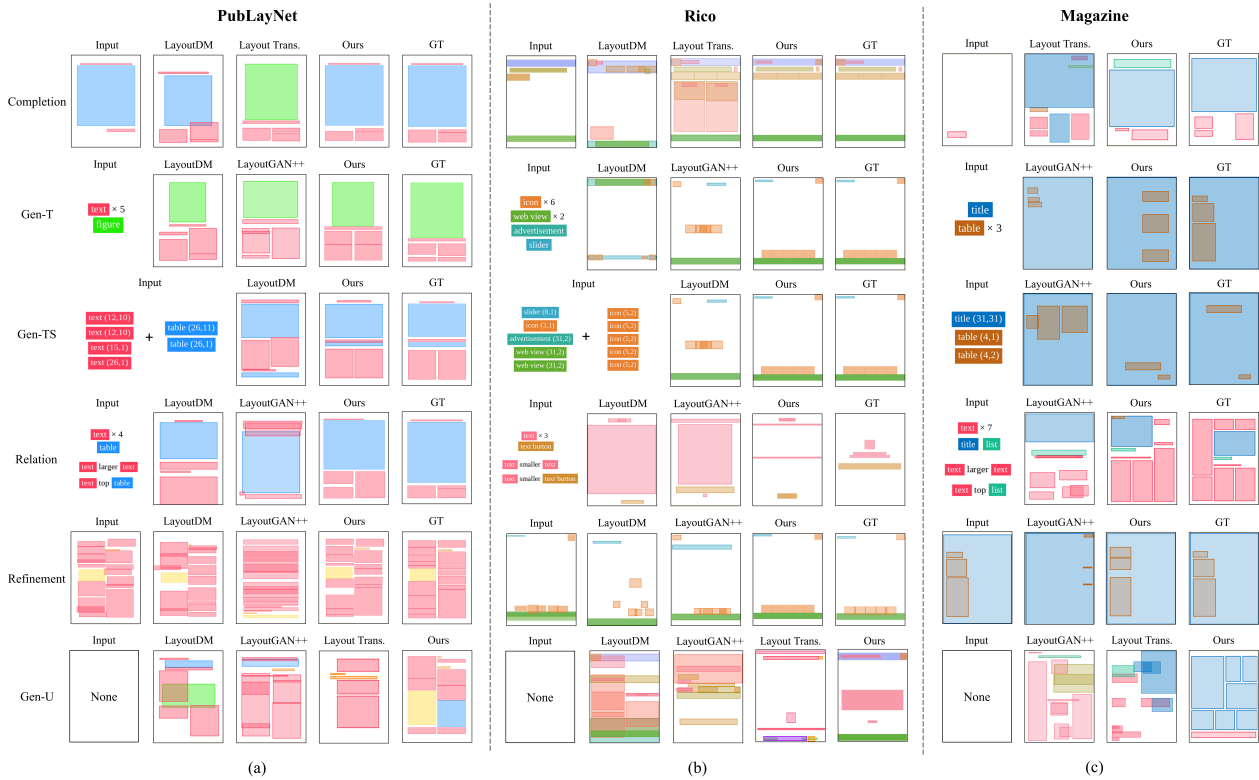 PubLayNet
Rico
Magazine
Input LayoutDM Layout Trans. Ours GT
Input LayoutDM Layout Trans. Ours GT
Input Layout Trans. Ours GT
Completion
Input LayoutDM LayoutGAN++ Ours GT
Input LayoutDM LayoutGAN++ Ours GT
Input LayoutGAN++ Ours GT
Gen-T
text × 5
figure
icon × 6
web view × 2
advertisement
slider
title
table × 3
Input LayoutDM Ours GT
Input LayoutDM Ours GT
Input LayoutGAN++ Ours GT
Gen-TS
text (12,10)
text (12,10)
text (15,1)
text (26,1)
+
table (26,11)
table (26,1)
slider (8,1)
icon (3,1)
advertisement (31,2)
web view (31,2)
web view (31,2)
+
icon (5,2)
icon (5,2)
icon (5,2)
icon (5,2)
icon (5,2)
title (31,31)
table (4,1)
table (4,2)
Input LayoutDM LayoutGAN++ Ours GT
Input LayoutDM LayoutGAN++ Ours GT
Input LayoutGAN++ Ours GT
Relation
text × 4
table
text larger text
text top table
text × 3
text button
text smaller text
text smaller text button
text × 7
title list
text larger text
text top list
Input LayoutDM LayoutGAN++ Ours GT
Input LayoutDM LayoutGAN++ Ours GT
Input LayoutGAN++ Ours GT
Refinement
Input LayoutDM LayoutGAN++ Layout Trans. Ours
Input LayoutDM LayoutGAN++ Layout Trans. Ours
Input LayoutGAN++ Layout Trans. Ours
Gen-U
None
None
None
(a)
(b)
(c)